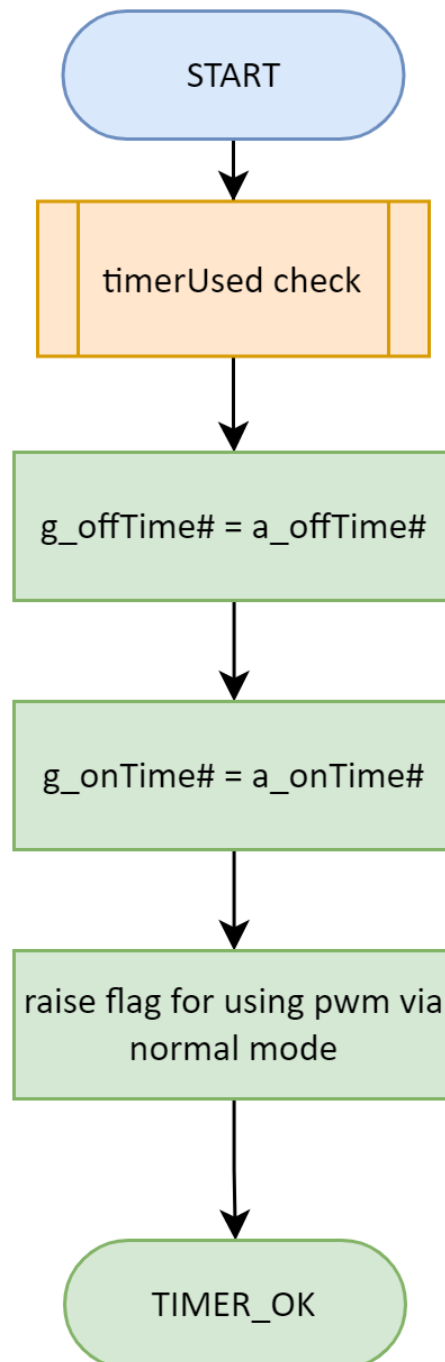 START
timerUsed check
g_offTime# = a_offTime#
g_onTime# = a_onTime#
raise flag for using pwm via
normal mode
TIMER_OK